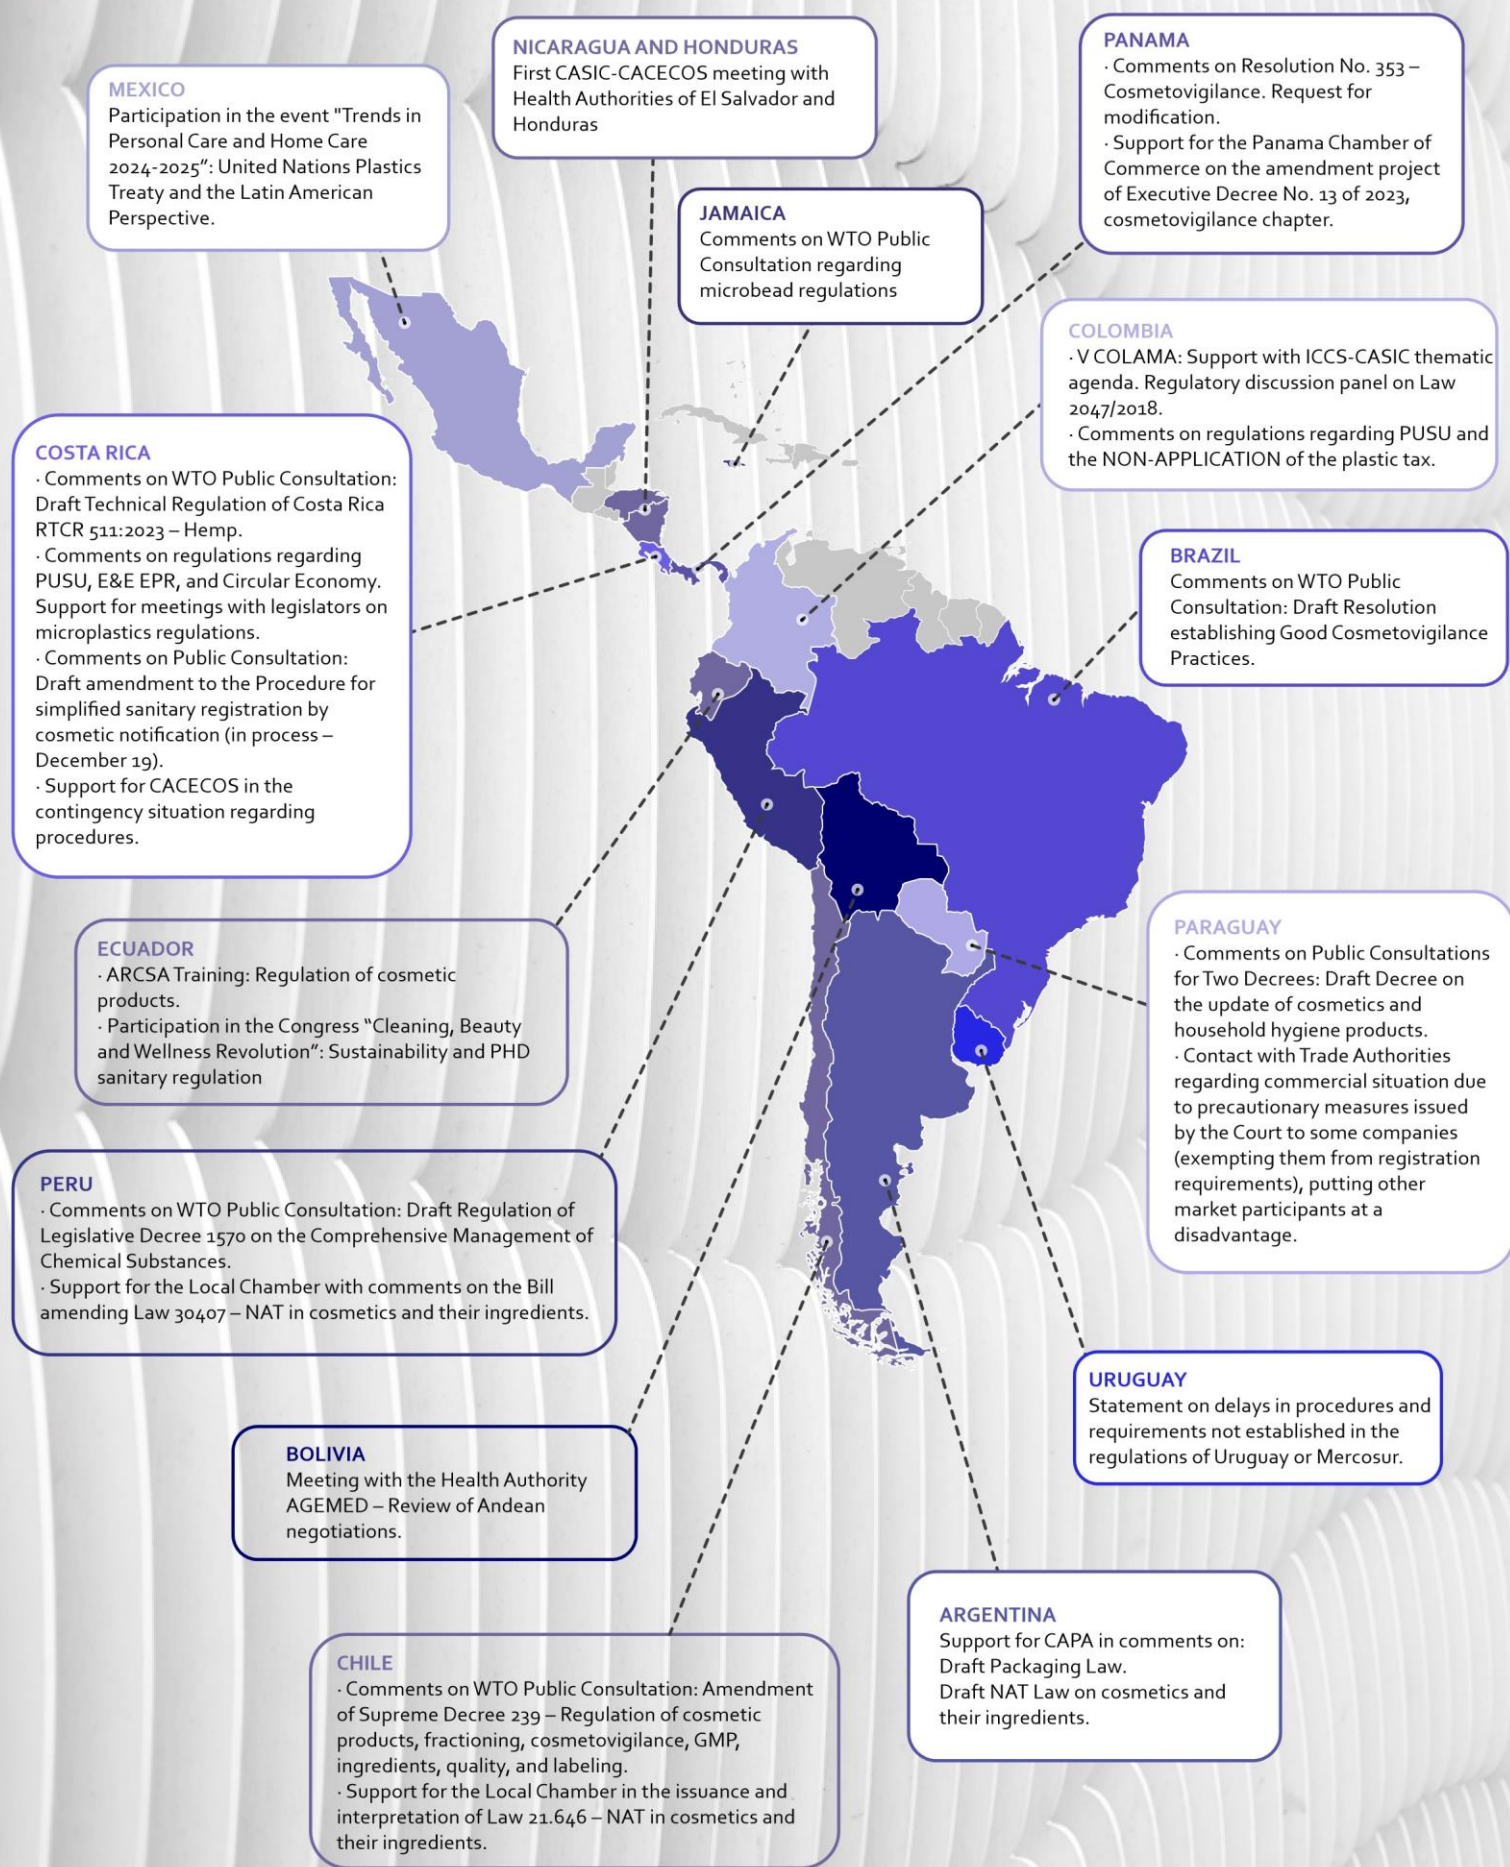 MEXICO
Participation in the event "Trends in
Personal Care and Home Care
2024-2025”: United Nations Plastics
Treaty and the Latin American
Perspective.
NICARAGUA AND HONDURAS
First CASIC-CACECOS meeting with
Health Authorities of El Salvador and
Honduras
PANAMA
· Comments on Resolution No. 353 –
Cosmetovigilance. Request for
modification.
· Support for the Panama Chamber of
Commerce on the amendment project
of Executive Decree No. 13 of 2023,
cosmetovigilance chapter.
JAMAICA
Comments on WTO Public
Consultation regarding
microbead regulations
COLOMBIA
· V COLAMA: Support with ICCS-CASIC thematic
agenda. Regulatory discussion panel on Law
2047/2018.
· Comments on regulations regarding PUSU and
the NON-APPLICATION of the plastic tax.
COSTA RICA
· Comments on WTO Public Consultation:
Draft Technical Regulation of Costa Rica
RTCR 511:2023 – Hemp.
· Comments on regulations regarding
PUSU, E&E EPR, and Circular Economy.
Support for meetings with legislators on
microplastics regulations.
· Comments on Public Consultation:
Draft amendment to the Procedure for
simplified sanitary registration by
cosmetic notification (in process –
December 19).
· Support for CACECOS in the
contingency situation regarding
procedures.
BRAZIL
Comments on WTO Public
Consultation: Draft Resolution
establishing Good Cosmetovigilance
Practices.
ECUADOR
· ARCSA Training: Regulation of cosmetic
products.
· Participation in the Congress “Cleaning, Beauty
and Wellness Revolution”: Sustainability and PHD
sanitary regulation
PARAGUAY
· Comments on Public Consultations
for Two Decrees: Draft Decree on
the update of cosmetics and
household hygiene products.
· Contact with Trade Authorities
regarding commercial situation due
to precautionary measures issued
by the Court to some companies
(exempting them from registration
requirements), putting other
market participants at a
disadvantage.
PERU
· Comments on WTO Public Consultation: Draft Regulation of
Legislative Decree 1570 on the Comprehensive Management of
Chemical Substances.
· Support for the Local Chamber with comments on the Bill
amending Law 30407 – NAT in cosmetics and their ingredients.
URUGUAY
Statement on delays in procedures and
requirements not established in the
regulations of Uruguay or Mercosur.
BOLIVIA
Meeting with the Health Authority
AGEMED – Review of Andean
negotiations.
ARGENTINA
Support for CAPA in comments on:
Draft Packaging Law.
Draft NAT Law on cosmetics and
their ingredients.
CHILE
· Comments on WTO Public Consultation: Amendment
of Supreme Decree 239 – Regulation of cosmetic
products, fractioning, cosmetovigilance, GMP,
ingredients, quality, and labeling.
· Support for the Local Chamber in the issuance and
interpretation of Law 21.646 – NAT in cosmetics and
their ingredients.